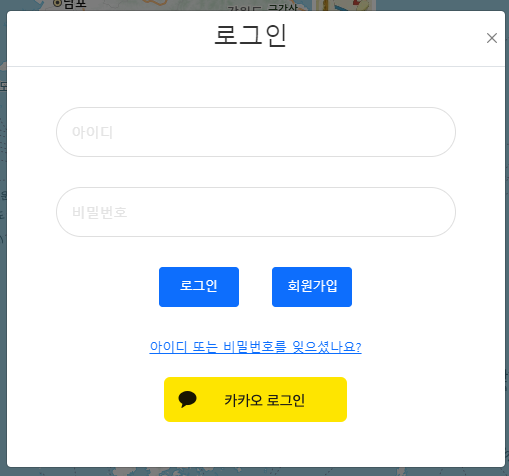 남포
로그인
×
아이디
비밀번호
로그인 회원가입
아이디 또는 비밀번호를 잊으셨나요?
카카오 로그인